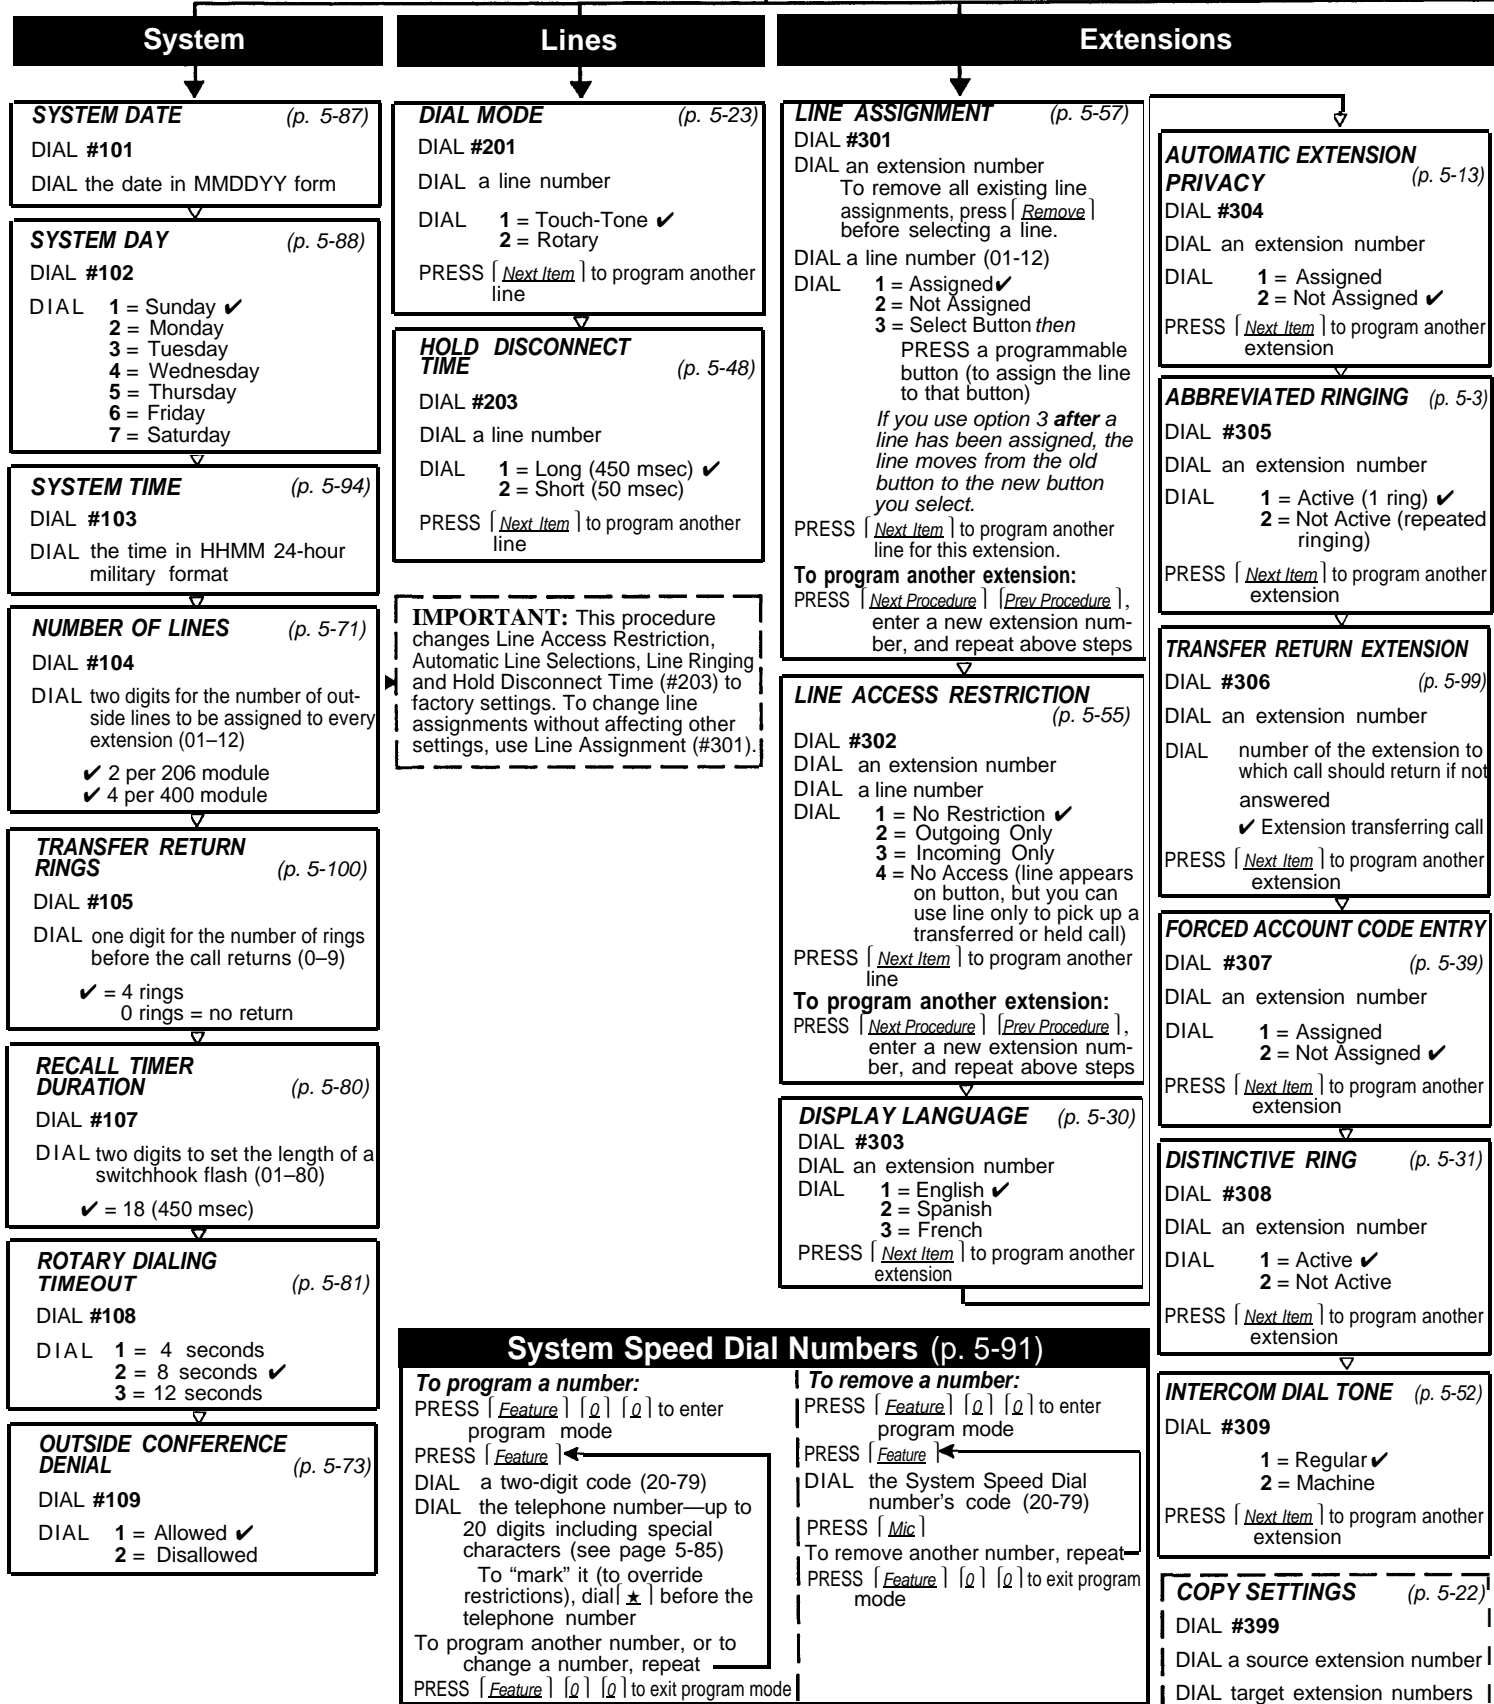 System
SYSTEM DATE (p. 5-87)
DIAL #101
DIAL the date in MMDDYY form
SYSTEM DAY (p. 5-88)
DIAL #102
DIAL 1 = Sunday ✔
2 = Monday
3 = Tuesday
4 = Wednesday
5 = Thursday
6 = Friday
7 = Saturday
SYSTEM TIME (p. 5-94)
DIAL #103
DIAL the time in HHMM 24-hour
military format
NUMBER OF LINES (p. 5-71)
DIAL #104
DIAL two digits for the number of out-
side lines to be assigned to every
extension (01–12)
✔ 2 per 206 module
✔ 4 per 400 module
TRANSFER RETURN
RINGS (p. 5-100)
DIAL #105
DIAL one digit for the number of rings
before the call returns (0–9)
✔ = 4 rings
0 rings = no return
RECALL TIMER
DURATION (p. 5-80)
DIAL #107
DIAL two digits to set the length of a
switchhook flash (01–80)
✔ = 18 (450 msec)
ROTARY DIALING
TIMEOUT (p. 5-81)
DIAL #108
DIAL 1 = 4 seconds
2 = 8 seconds ✔
3 = 12 seconds
OUTSIDE CONFERENCE
DENIAL (p. 5-73)
DIAL #109
DIAL 1 = Allowed ✔
2 = Disallowed
Lines
DIAL MODE (p. 5-23)
DIAL #201
DIAL a line number
DIAL 1 = Touch-Tone ✔
2 = Rotary
PRESS [Next Item] to program another
line
HOLD DISCONNECT
TIME (p. 5-48)
DIAL #203
DIAL a line number
DIAL 1 = Long (450 msec) ✔
2 = Short (50 msec)
PRESS [Next Item] to program another
line
IMPORTANT: This procedure
changes Line Access Restriction,
Automatic Line Selections, Line Ringing
and Hold Disconnect Time (#203) to
factory settings. To change line
assignments without affecting other
settings, use Line Assignment (#301).
Extensions
LINE ASSIGNMENT (p. 5-57)
DIAL #301
DIAL an extension number
To remove all existing line
assignments, press [Remove]
before selecting a line.
DIAL a line number (01-12)
DIAL 1 = Assigned ✔
2 = Not Assigned
3 = Select Button then
PRESS a programmable
button (to assign the line
to that button)
If you use option 3 after a
line has been assigned, the
line moves from the old
button to the new button
you select.
PRESS [Next Item] to program another
line for this extension.
To program another extension:
PRESS [Next Procedure] [Prev Procedure],
enter a new extension num-
ber, and repeat above steps
LINE ACCESS RESTRICTION
(p. 5-55)
DIAL #302
DIAL an extension number
DIAL a line number
DIAL 1 = No Restriction ✔
2 = Outgoing Only
3 = Incoming Only
4 = No Access (line appears
on button, but you can
use line only to pick up a
transferred or held call)
PRESS [Next Item] to program another
line
To program another extension:
PRESS [Next Procedure] [Prev Procedure],
enter a new extension num-
ber, and repeat above steps
DISPLAY LANGUAGE (p. 5-30)
DIAL #303
DIAL an extension number
DIAL 1 = English ✔
2 = Spanish
3 = French
PRESS [Next Item] to program another
extension
AUTOMATIC EXTENSION
PRIVACY (p. 5-13)
DIAL #304
DIAL an extension number
DIAL 1 = Assigned
2 = Not Assigned ✔
PRESS [Next Item] to program another
extension
ABBREVIATED RINGING (p. 5-3)
DIAL #305
DIAL an extension number
DIAL 1 = Active (1 ring) ✔
2 = Not Active (repeated
ringing)
PRESS [Next Item] to program another
extension
TRANSFER RETURN EXTENSION
DIAL #306 (p. 5-99)
DIAL an extension number
DIAL number of the extension to
which call should return if not
answered
✔ Extension transferring call
PRESS [Next Item] to program another
extension
FORCED ACCOUNT CODE ENTRY
DIAL #307 (p. 5-39)
DIAL an extension number
DIAL 1 = Assigned
2 = Not Assigned ✔
PRESS [Next Item] to program another
extension
DISTINCTIVE RING (p. 5-31)
DIAL #308
DIAL an extension number
DIAL 1 = Active ✔
2 = Not Active
PRESS [Next Item] to program another
extension
INTERCOM DIAL TONE (p. 5-52)
DIAL #309
1 = Regular ✔
2 = Machine
PRESS [Next Item] to program another
extension
COPY SETTINGS (p. 5-22)
DIAL #399
DIAL a source extension number
DIAL target extension numbers
System Speed Dial Numbers (p. 5-91)
To program a number:
PRESS [Feature] [0] [0] to enter
program mode
PRESS [Feature]
DIAL a two-digit code (20-79)
DIAL the telephone number—up to
20 digits including special
characters (see page 5-85)
To “mark” it (to override
restrictions), dial [★] before the
telephone number
To program another number, or to
change a number, repeat
PRESS [Feature] [0] [0] to exit program mode
To remove a number:
PRESS [Feature] [0] [0] to enter
program mode
PRESS [Feature]
DIAL the System Speed Dial
number's code (20-79)
PRESS [Mic]
To remove another number, repeat
PRESS [Feature] [0] [0] to exit program
mode